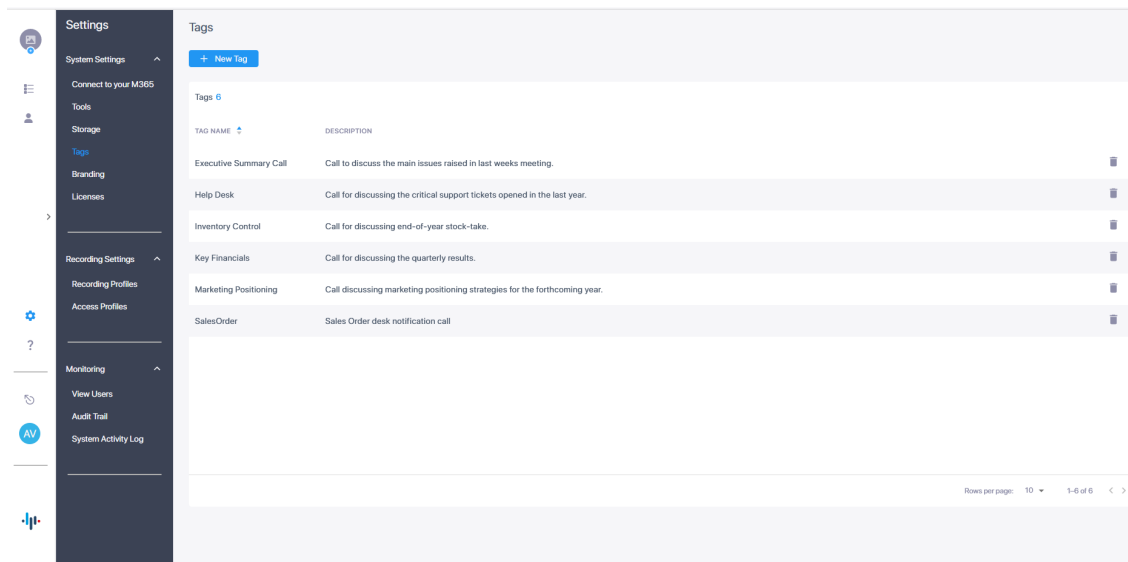 Settings
System Settings
Connect to your M365
Tools
Storage
Tags
Branding
Licenses
Recording Settings
Recording Profiles
Access Profiles
Monitoring
View Users
Audit Trail
System Activity Log
?
AV
Tags
+ New Tag
Tags 6
TAG NAME DESCRIPTION
Executive Summary Call Call to discuss the main issues raised in last weeks meeting.
Help Desk Call for discussing the critical support tickets opened in the last year.
Inventory Control Call for discussing end-of-year stock-take.
Key Financials Call for discussing the quarterly results.
Marketing Positioning Call discussing marketing positioning strategies for the forthcoming year.
SalesOrder Sales Order desk notification call
Rows per page: 10 1–6 of 6